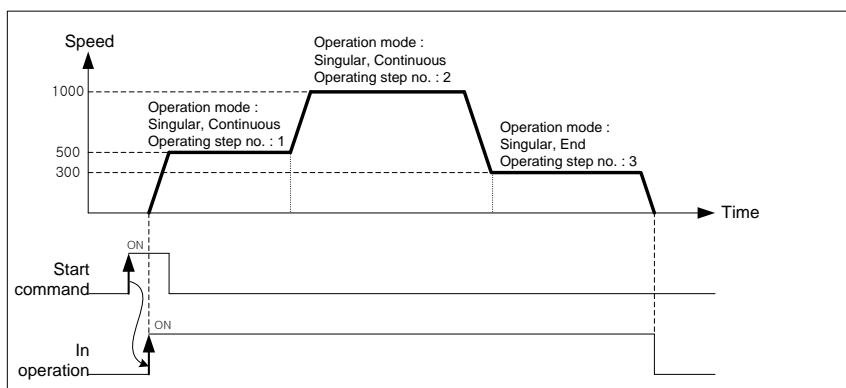 Speed
Operation mode :
Singular, Continuous
Operating step no. : 2
1000
Operation mode :
Singular, Continuous
Operating step no. : 1
Operation mode :
Singular, End
Operating step no. : 3
500
300
Time
ON
Start
command
ON
In
operation